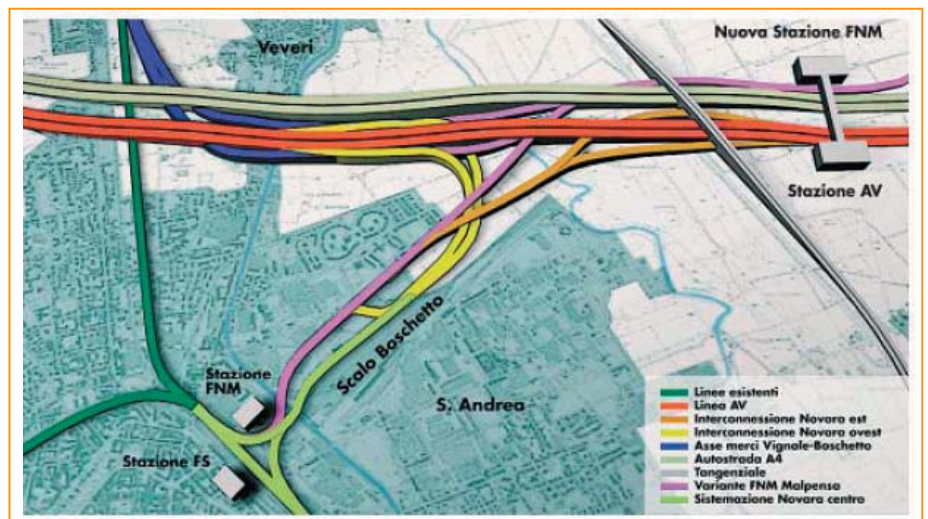 Nuova Stazione FNM
Veveri
Stazione AV
Scalo Boschetto
Stazione
FNM
S. Andrea
Stazione FS
Linee esistenti
Linea AV
Interconnessione Novara est
Interconnessione Novara ovest
Asse merci Vignale-Boschetto
Autostrada A4
Tangenziale
Variante FNM Malpensa
Sistemazione Novara centro